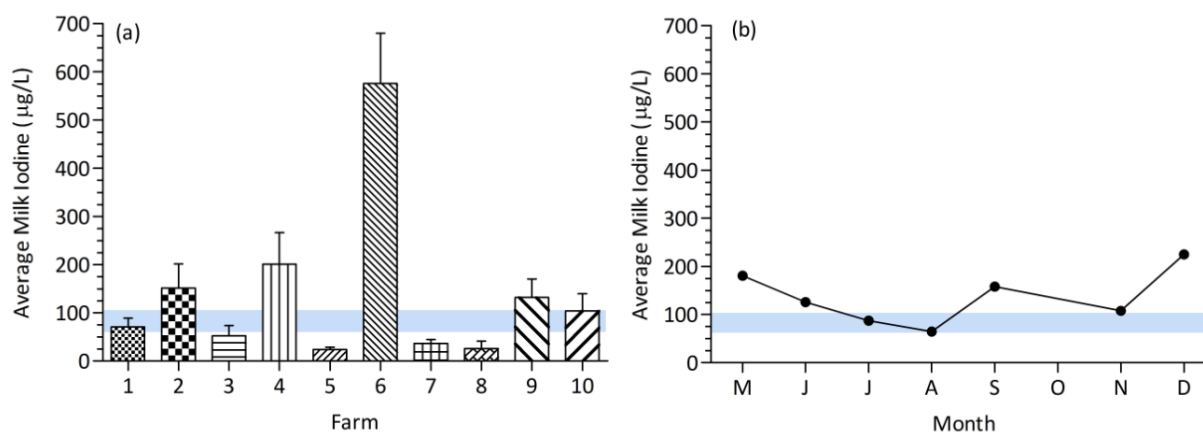 (a)
Average Milk Iodine ( µg/L)
700
600
500
400
300
200
100
0
1 2 3 4 5 6 7 8 9 10
Farm
(b)
Average Milk Iodine ( µg/L)
700
600
500
400
300
200
100
0
M J J A S O N D
Month